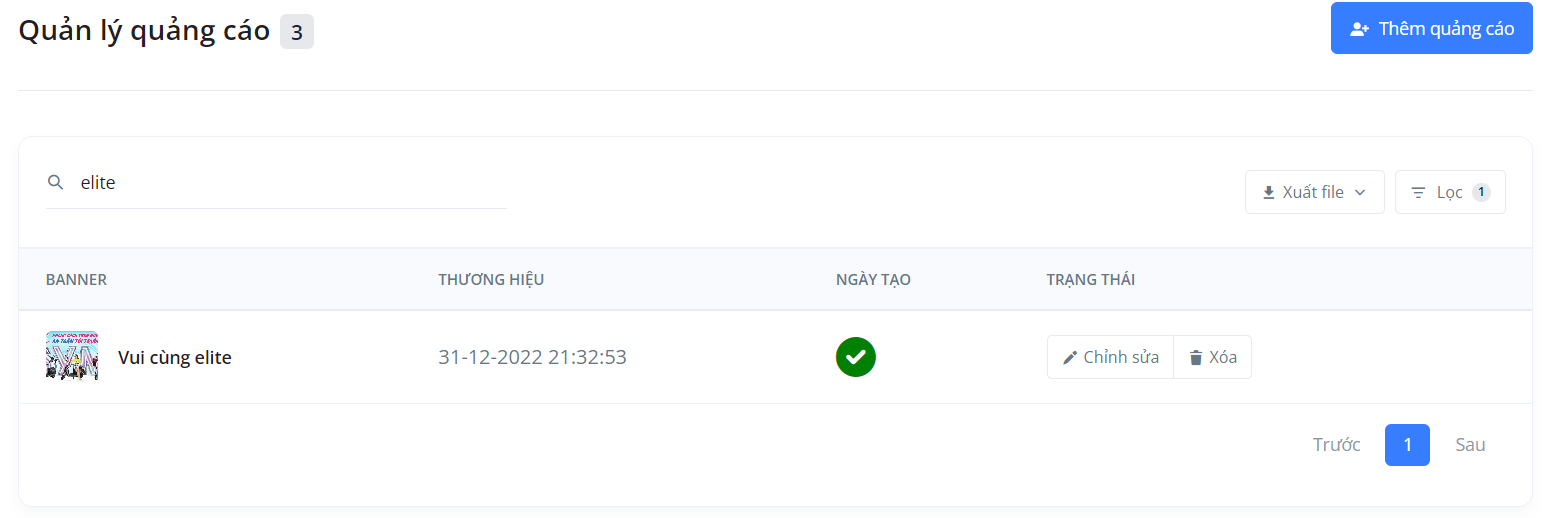 Quản lý quảng cáo 3
Thêm quảng cáo
elite
Xuất file
Lọc 1
BANNER THƯƠNG HIỆU NGÀY TẠO TRẠNG THÁI
Vui cùng elite 31-12-2022 21:32:53 Chỉnh sửa Xóa
Trước 1 Sau